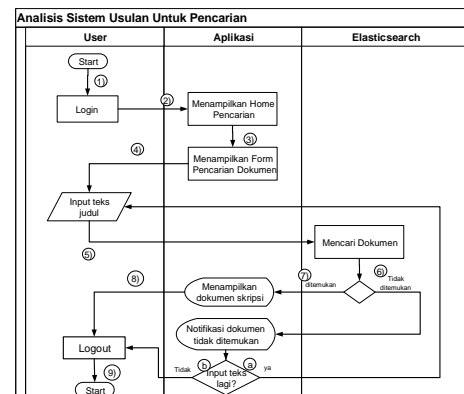 Analisis Sistem Usulan Untuk Pencarian
User
Aplikasi
Elasticsearch
Start
1)
Login
2)
Menampilkan Home
Pencarian
3)
Menampilkan Form
Pencarian Dokumen
4)
Input teks
judul
5)
Mencari Dokumen
6)
Tidak
ditemukan
7)
ditemukan
Menampilkan
dokumen skripsi
8)
Notifikasi dokumen
tidak ditemukan
Logout
Tidak
b
a
ya
Input teks
lagi?
9)
Start